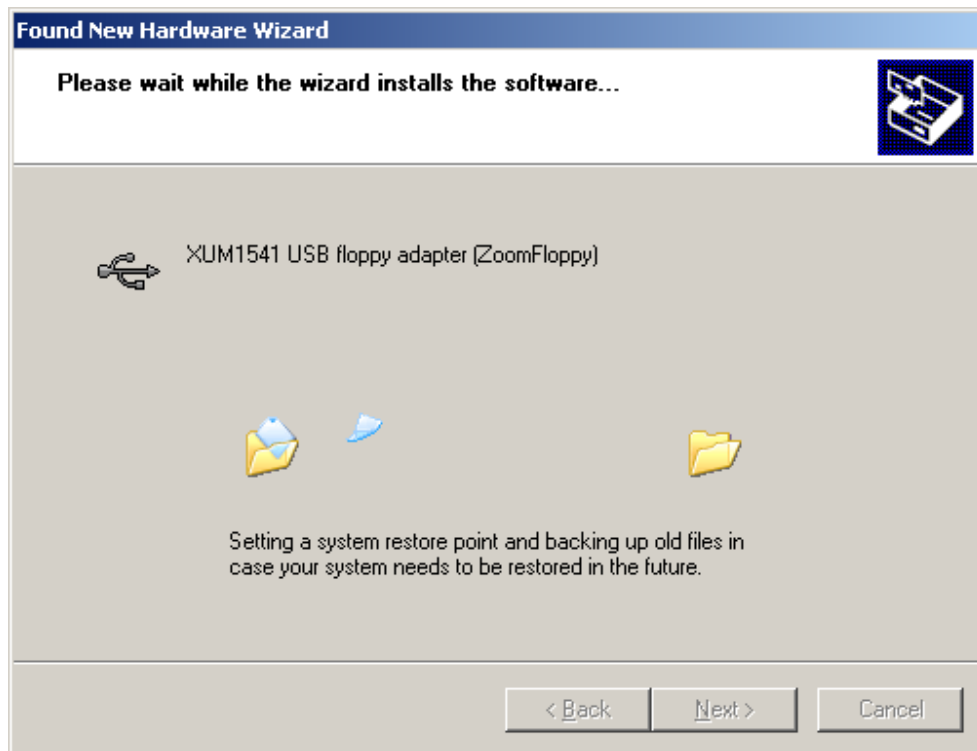 Found New Hardware Wizard
Please wait while the wizard installs the software...
XUM1541 USB floppy adapter (ZoomFloppy)
Setting a system restore point and backing up old files in
case your system needs to be restored in the future.
< Back Next > Cancel